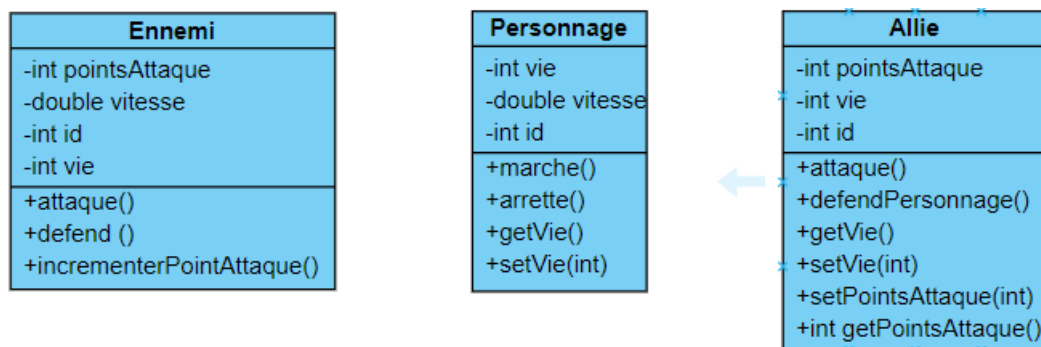 Ennemi
-int pointsAttaque
-double vitesse
-int id
-int vie
+attaque()
+defend ()
+incrementerPointAttaque()
Personnage
-int vie
-double vitesse
-int id
+marche()
+arrette()
+getVie()
+setVie(int)
Allie
-int pointsAttaque
-int vie
-int id
+attaque()
+defendPersonnage()
+getVie()
+setVie(int)
+setPointsAttaque(int)
+int getPointsAttaque()